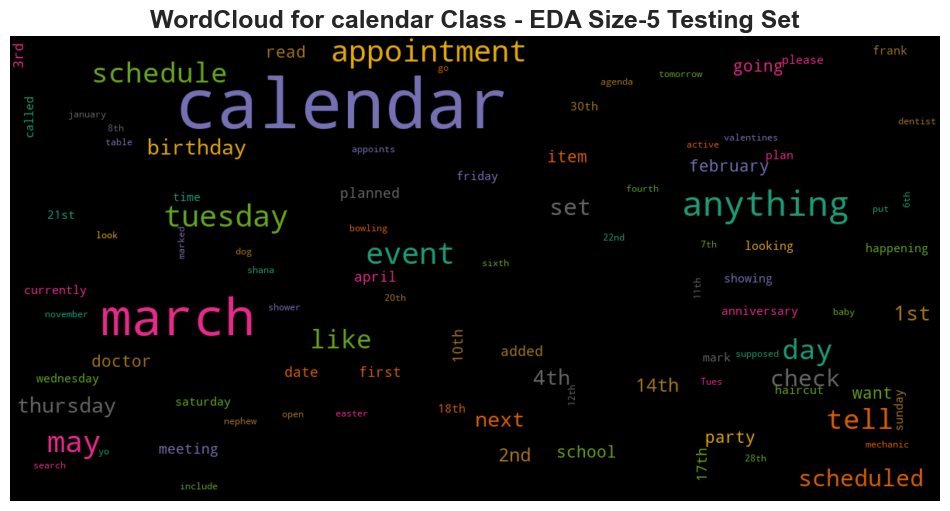 WordCloud for calendar Class - EDA Size-5 Testing Set
3rd
read
appointment
go
going
please
frank
schedule
calendar
agenda
tomorrow
30th
called
january
8th
table
birthday
appoints
item
active
valentines
plan
dentist
february
friday
planned
fourth
time
21st
tuesday
set
anything
put
6th
look
marked
dog
shana
bowling
event
sixth
22nd
7th
looking
happening
april
currently
november
march
shower
20th
11th
showing
anniversary
baby
1st
like
10th
added
doctor
date
first
mark
supposed
day
wednesday
4th
12th
14th
Tues
check
haircut
want
sunday
thursday
saturday
nephew
open
easter
18th
next
tell
may
yo
search
meeting
2nd
school
party
17th
28th
mechanic
include
scheduled